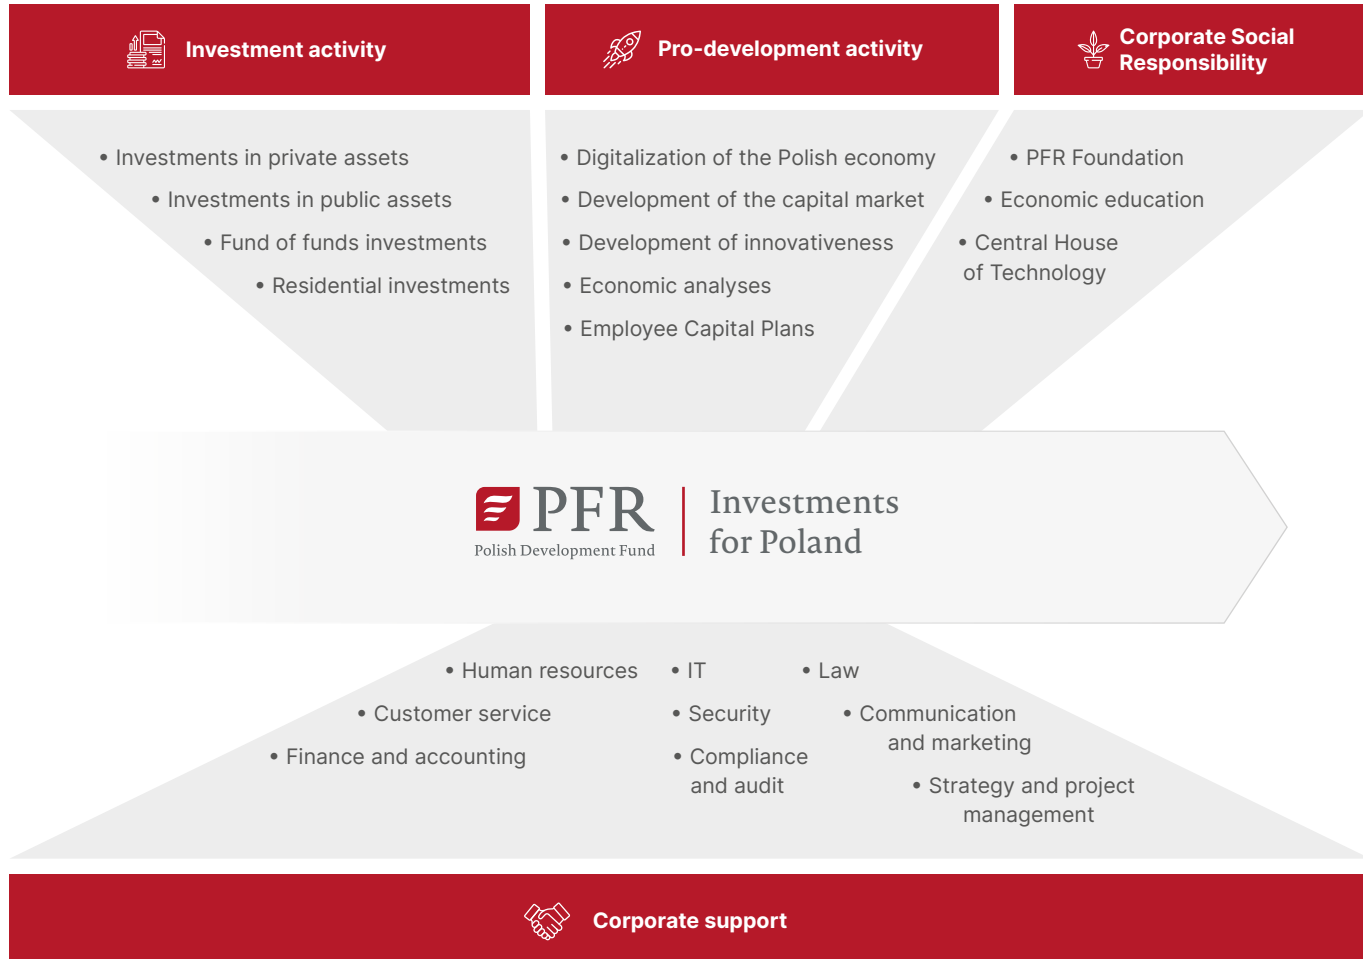 Investment activity
Pro-development activity
Corporate Social
Responsibility
• Investments in private assets
• Investments in public assets
• Fund of funds investments
• Residential investments
• Digitalization of the Polish economy
• Development of the capital market
• Development of innovativeness
• Economic analyses
• Employee Capital Plans
• PFR Foundation
• Economic education
• Central House
of Technology
PFR
Polish Development Fund
Investments
for Poland
• Human resources
• Customer service
• Finance and accounting
• IT
• Security
• Compliance
and audit
• Law
• Communication
and marketing
• Strategy and project
management
Corporate support